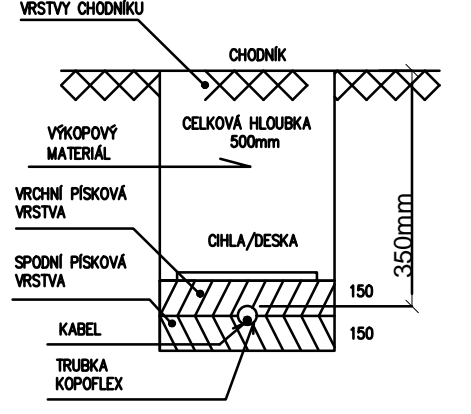 VRSTVY CHODNÍKU
CHODNÍK
CELKOVÁ HLOUBKA
500mm
VÝKOPOVÝ
MATERIÁL
VRCHNÍ PÍSKOVÁ
VRSTVA
CIHLA/DESKA
350mm
SPODNÍ PÍSKOVÁ
VRSTVA
150
150
KABEL
TRUBKA
KOPOFLEX